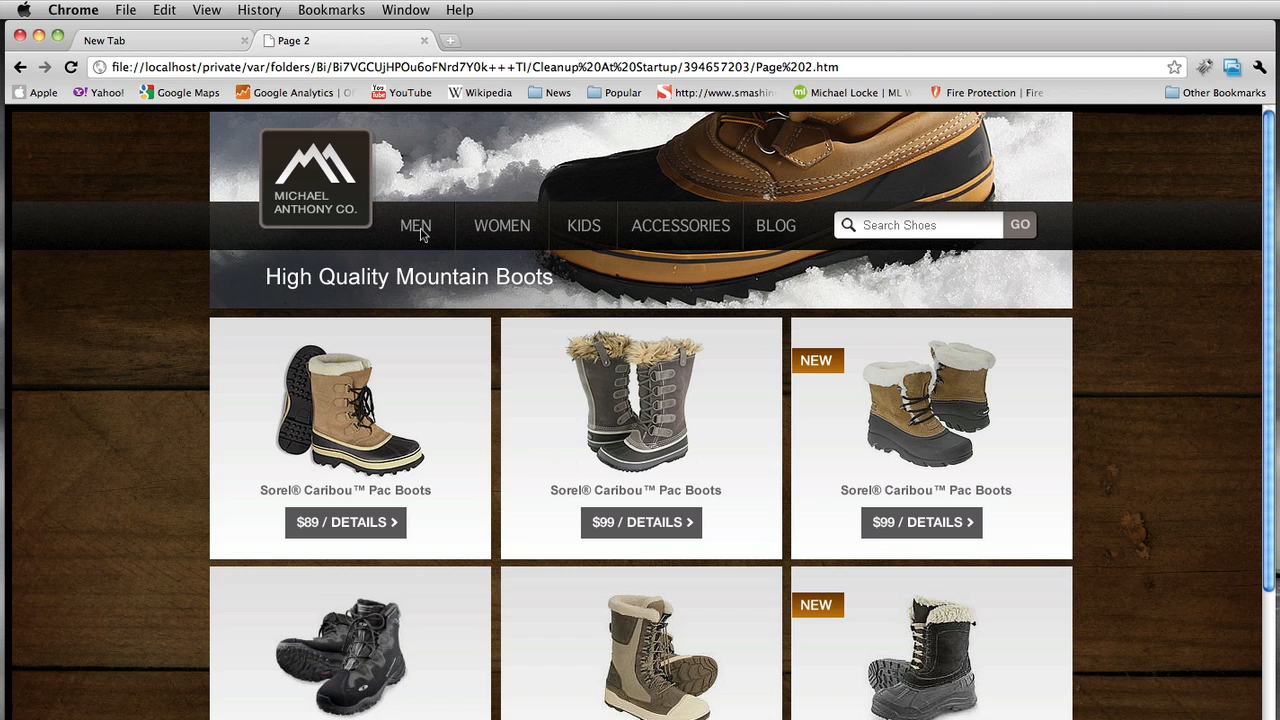 Chrome File Edit View History Bookmarks Window Help
New Tab
Page 2
file://localhost/private/var/folders/Bi/Bi7VGCUjHPOu6oFNrd7Y0k+++TI/Cleanup%20At%20Startup/394657203/Page%202.htm
Apple Yahoo! Google Maps Google Analytics | Of YouTube Wikipedia News Popular http://www.smashin Michael Locke | ML W Fire Protection | Fire Other Bookmarks
MICHAEL
ANTHONY CO.
MEN WOMEN KIDS ACCESSORIES BLOG Search Shoes GO
High Quality Mountain Boots
NEW
Sorel® Caribou™ Pac Boots
$89 / DETAILS >
Sorel® Caribou™ Pac Boots
$99 / DETAILS >
Sorel® Caribou™ Pac Boots
$99 / DETAILS >
NEW